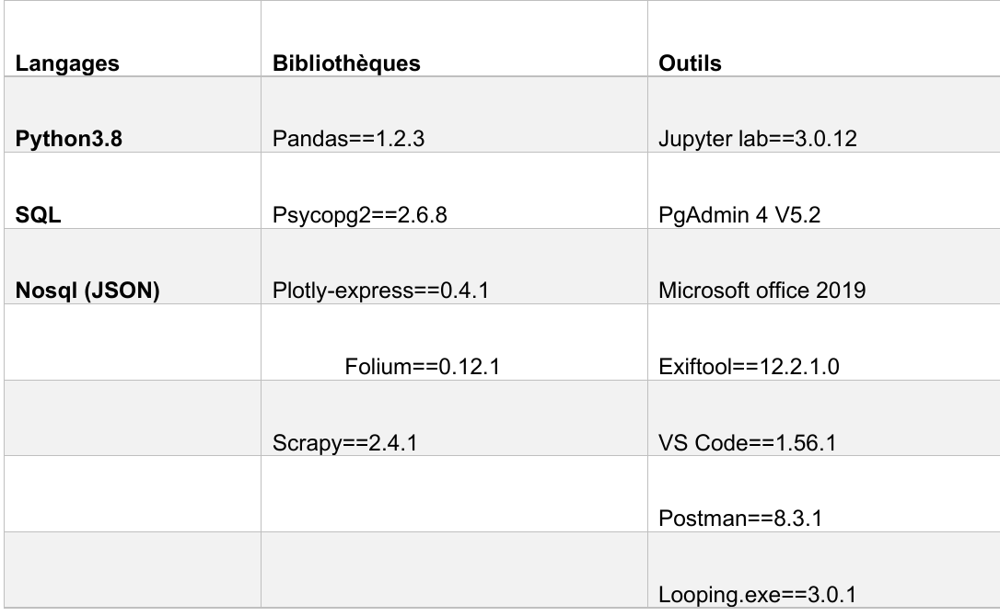 Langages Bibliothèques Outils
Python3.8 Pandas==1.2.3 Jupyter lab==3.0.12
SQL Psycopg2==2.6.8 PgAdmin 4 V5.2
Nosql (JSON) Plotly-express==0.4.1 Microsoft office 2019
Folium==0.12.1 Exiftool==12.2.1.0
Scrapy==2.4.1 VS Code==1.56.1
Postman==8.3.1
Looping.exe==3.0.1